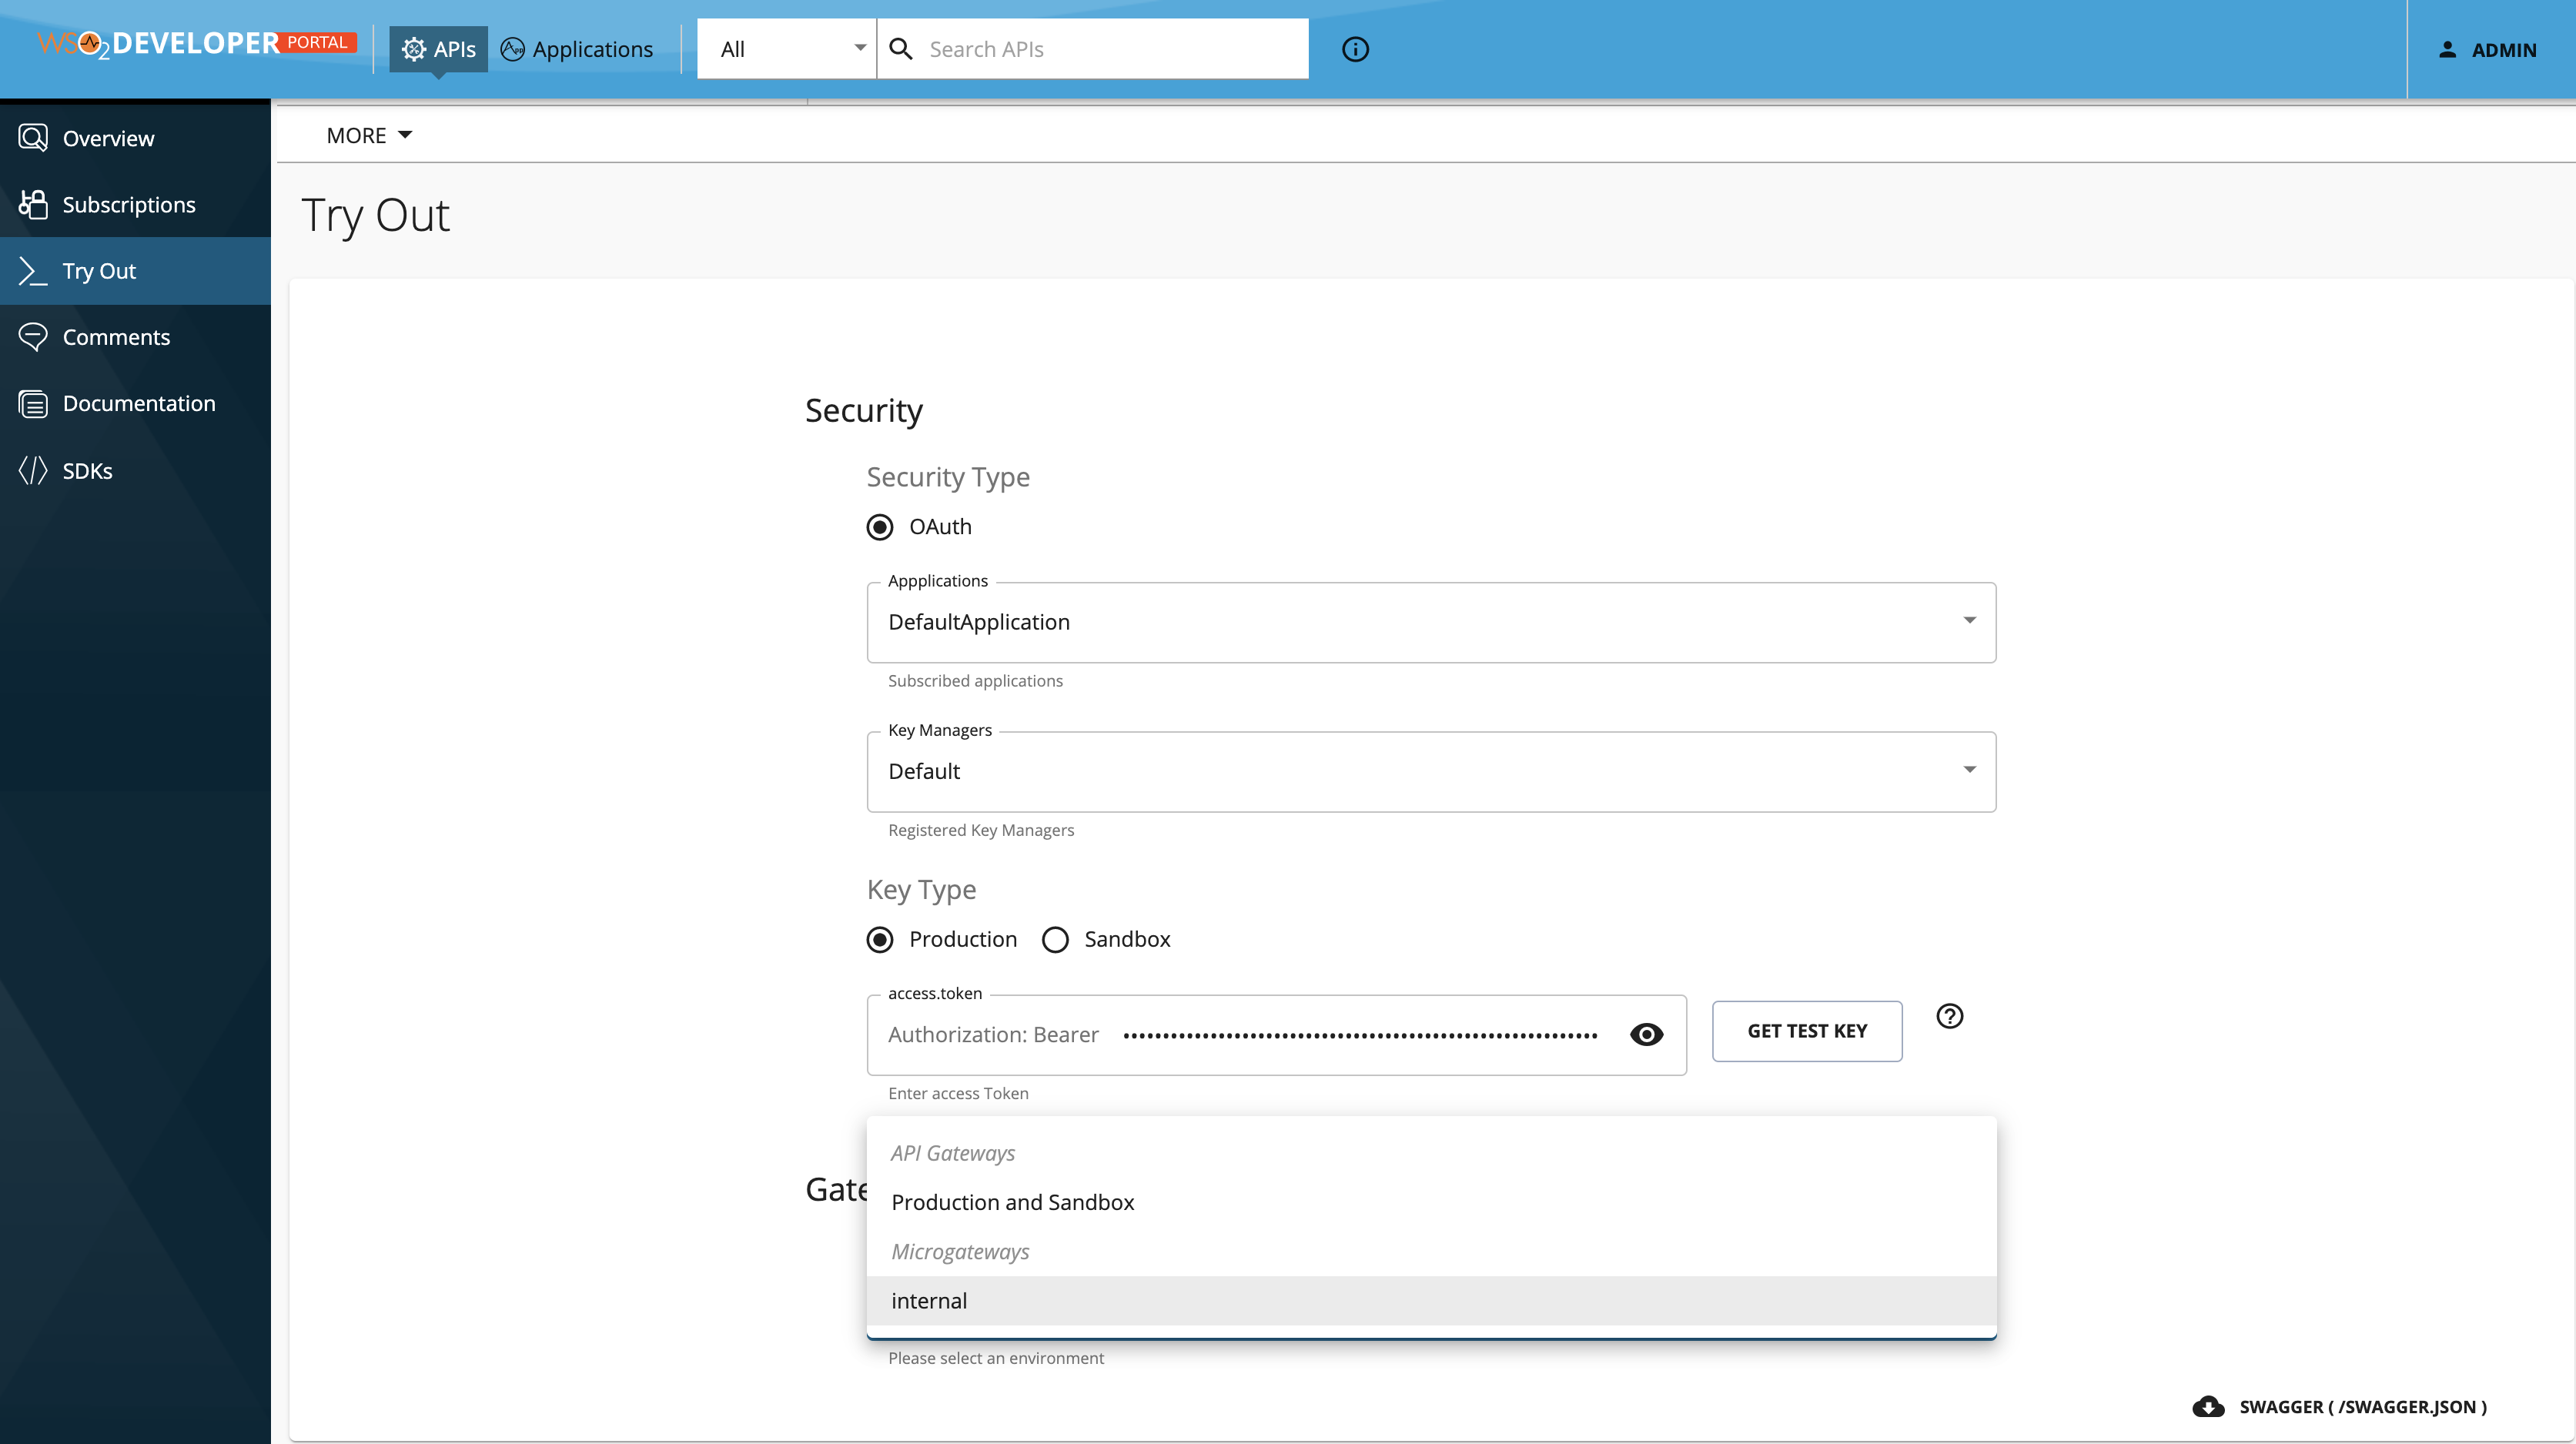 WSO2 DEVELOPER PORTAL
APIs
Applications
All
Search APIs
ADMIN
Overview
Subscriptions
Try Out
Comments
Documentation
SDKs
MORE
Try Out
Security
Security Type
OAuth
Appplications
DefaultApplication
Subscribed applications
Key Managers
Default
Registered Key Managers
Key Type
Production
Sandbox
access.token
Authorization: Bearer ••••••••••••••••••••••••••••••••••••••••••••••••••••••••••••
GET TEST KEY
Enter access Token
API Gateways
Gate
Production and Sandbox
Microgateways
internal
Please select an environment
SWAGGER ( /SWAGGER.JSON )